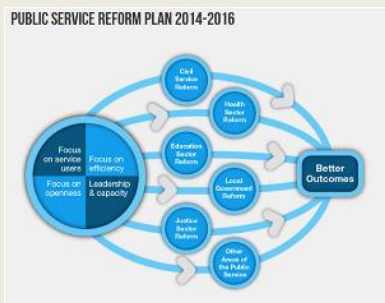 PUBLIC SERVICE REFORM PLAN 2014-2016
Civil
Service
Reform
Health
Sector
Reform
Focus
on service
users
Focus on
efficiency
Focus on
openness
Leadership
& capacity
Education
Sector
Reform
Local
Government
Reform
Justice
Sector
Reform
Other
Areas of
the Public
Service
Better
Outcomes